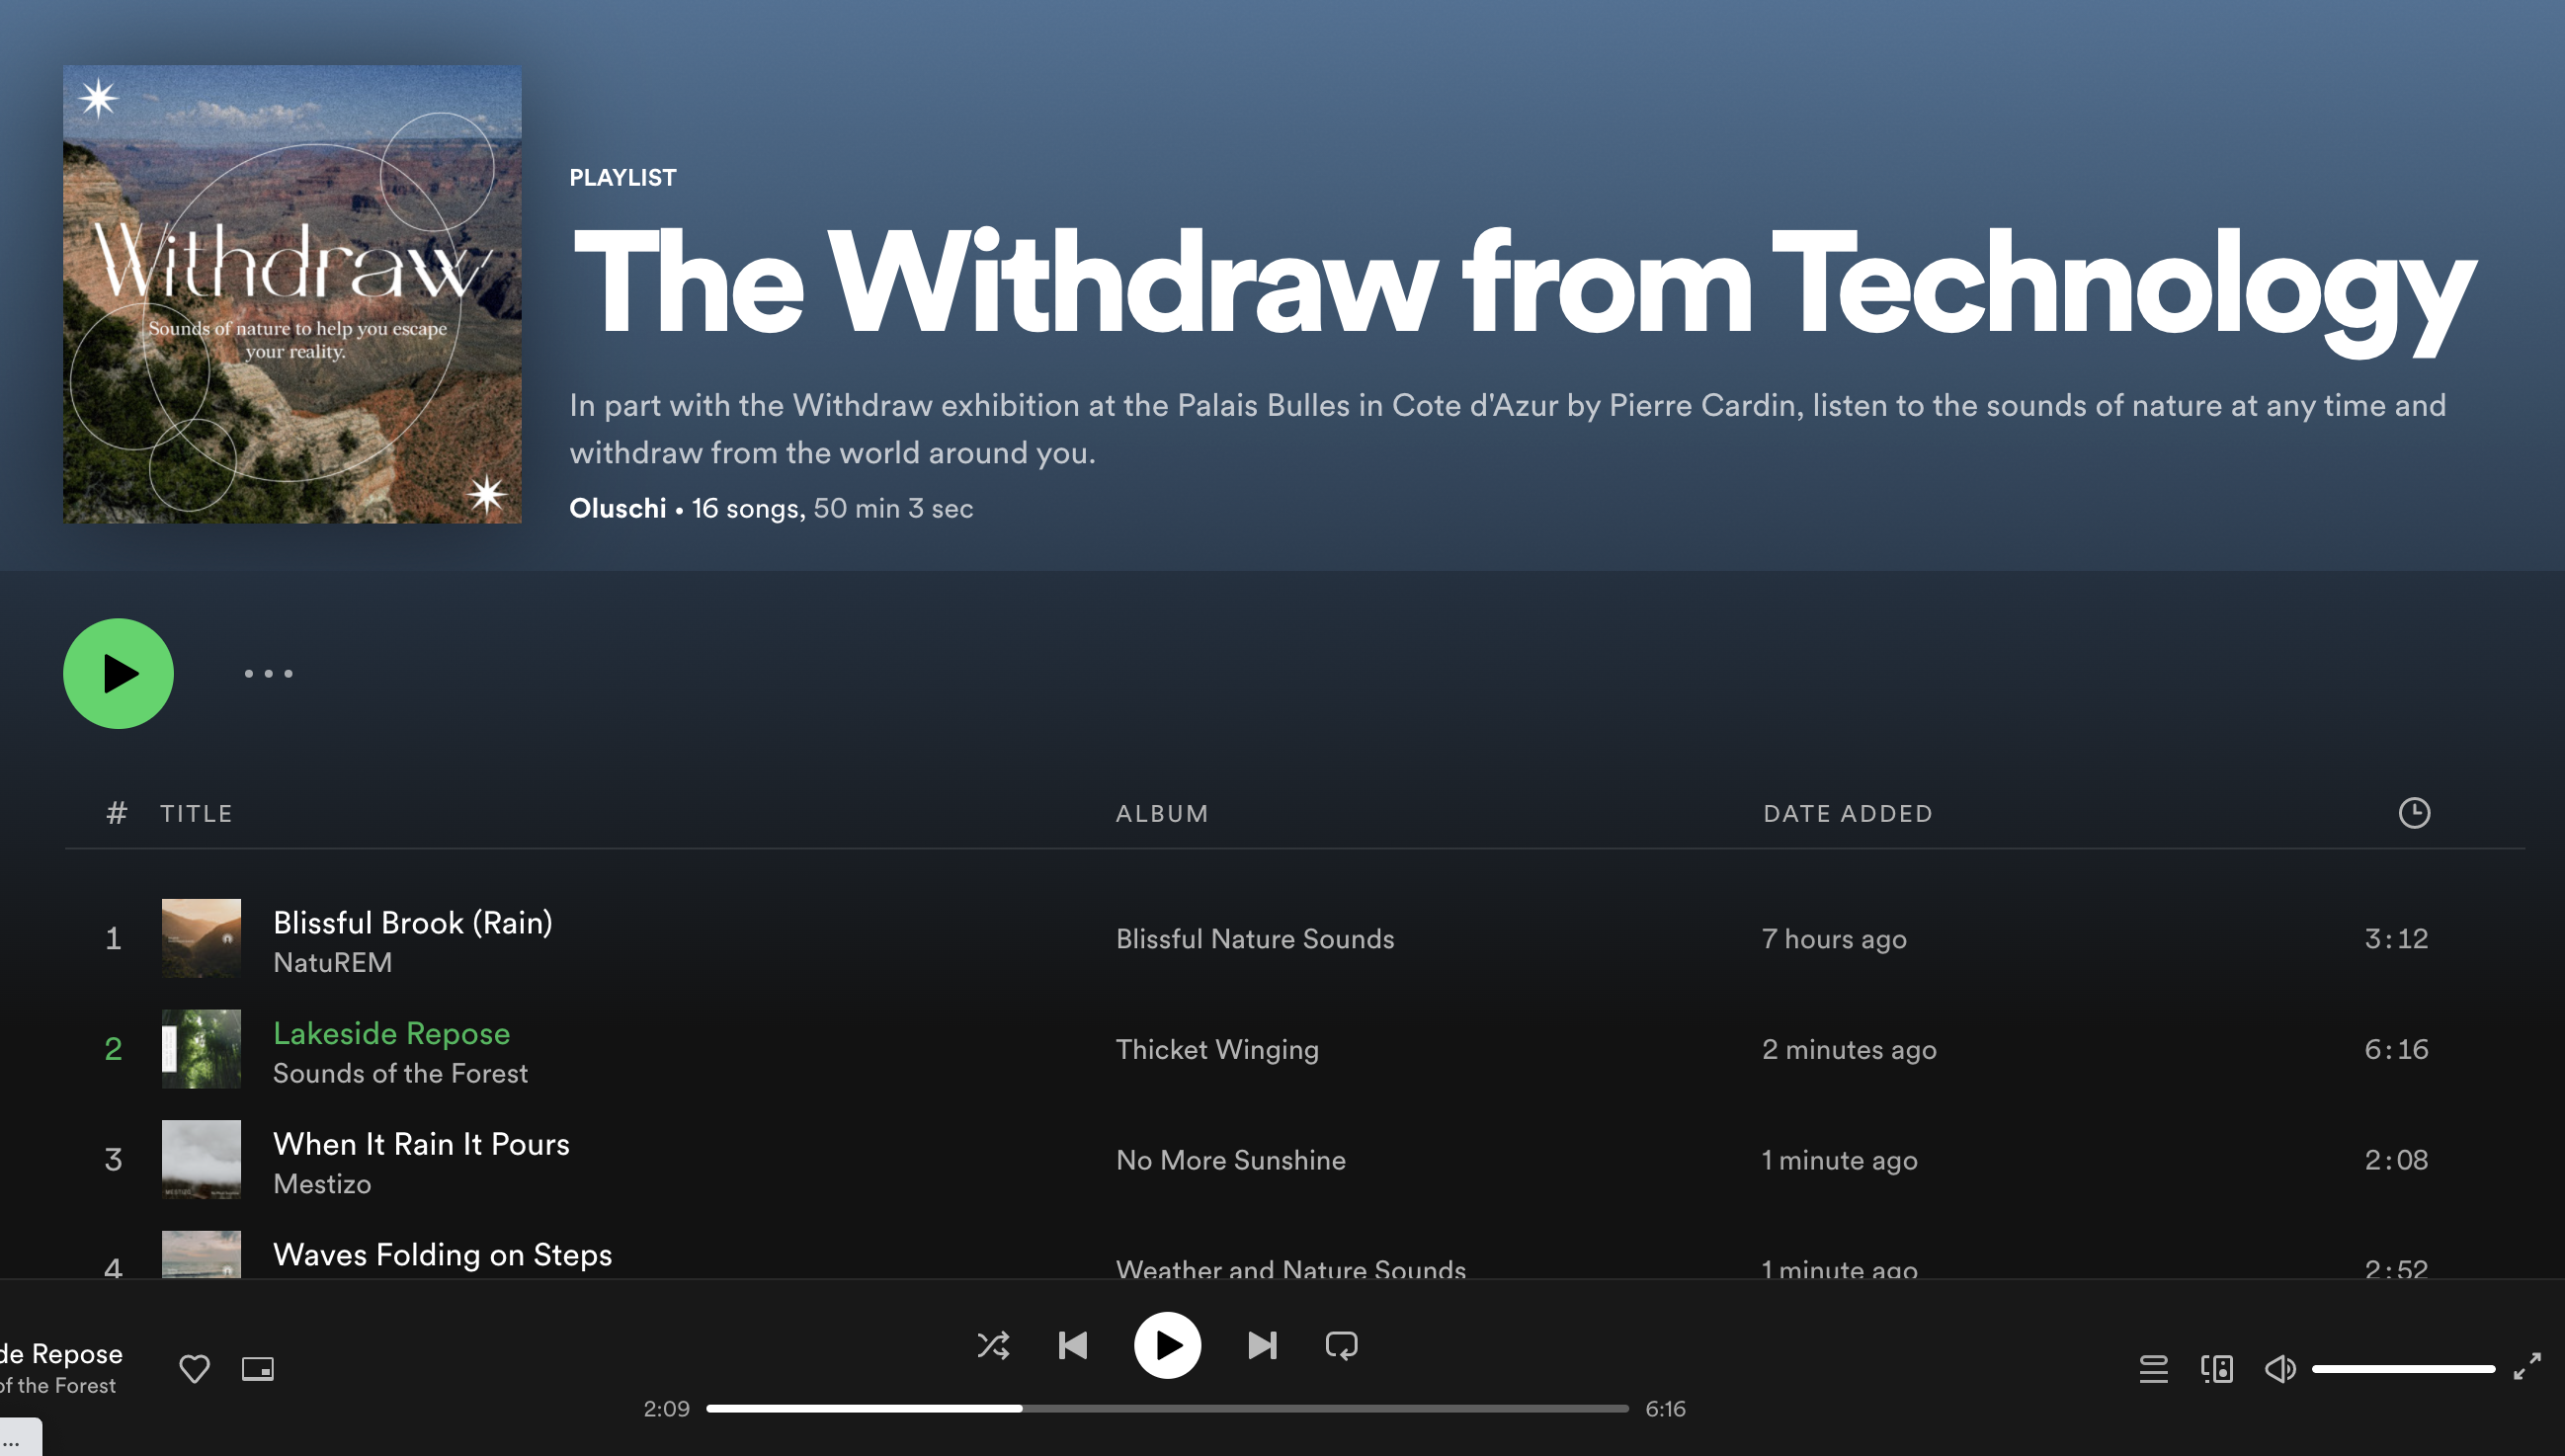 Withdraw
Sounds of nature to help you escape
your reality.
PLAYLIST
The Withdraw from Technology
In part with the Withdraw exhibition at the Palais Bulles in Cote d'Azur by Pierre Cardin, listen to the sounds of nature at any time and
withdraw from the world around you.
Oluschi • 16 songs, 50 min 3 sec
# TITLE ALBUM DATE ADDED
1 Blissful Brook (Rain) Blissful Nature Sounds 7 hours ago 3:12
NatuREM
2 Lakeside Repose Thicket Winging 2 minutes ago 6:16
Sounds of the Forest
3 When It Rain It Pours No More Sunshine 1 minute ago 2:08
Mestizo
4 Waves Folding on Steps Weather and Nature Sounds 1 minute ago 2:52
de Repose
of the Forest
2:09 6:16